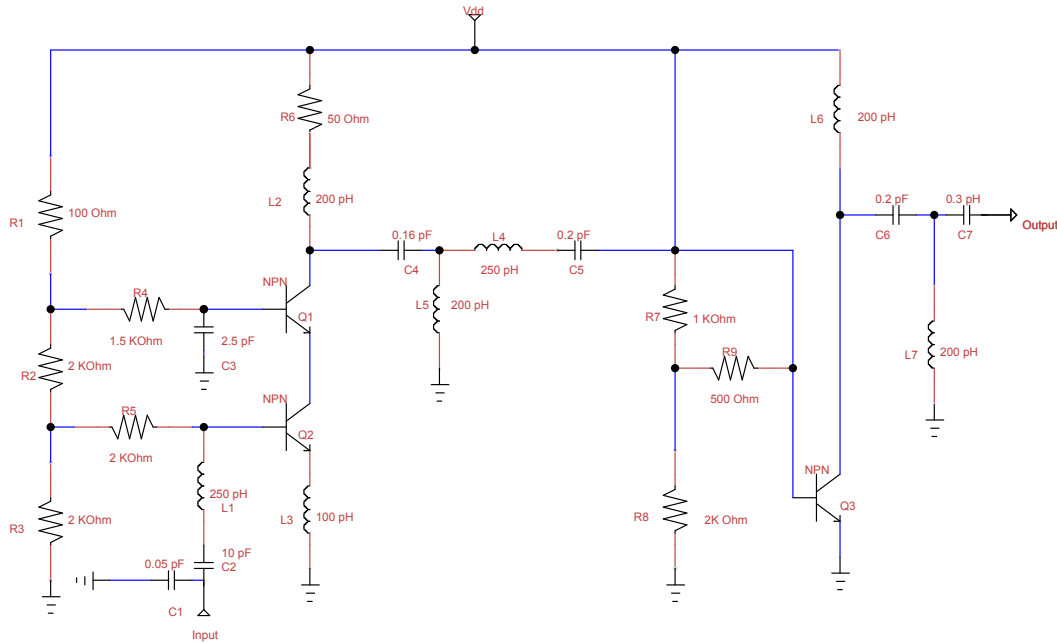 Vdd
R6
50 Ohm
L6
200 pH
L2
200 pH
R1
100 Ohm
0.2 pF
C6
0.3 pH
C7
Output
0.16 pF
C4
L4
250 pH
0.2 pF
C5
NPN
Q1
R4
1.5 KOhm
2.5 pF
C3
L5
200 pH
R7
1 KOhm
R2
2 KOhm
R9
500 Ohm
L7
200 pH
R5
2 KOhm
NPN
Q2
250 pH
L1
L3
100 pH
NPN
Q3
R3
2 KOhm
R8
2K Ohm
0.05 pF
C1
10 pF
C2
Input